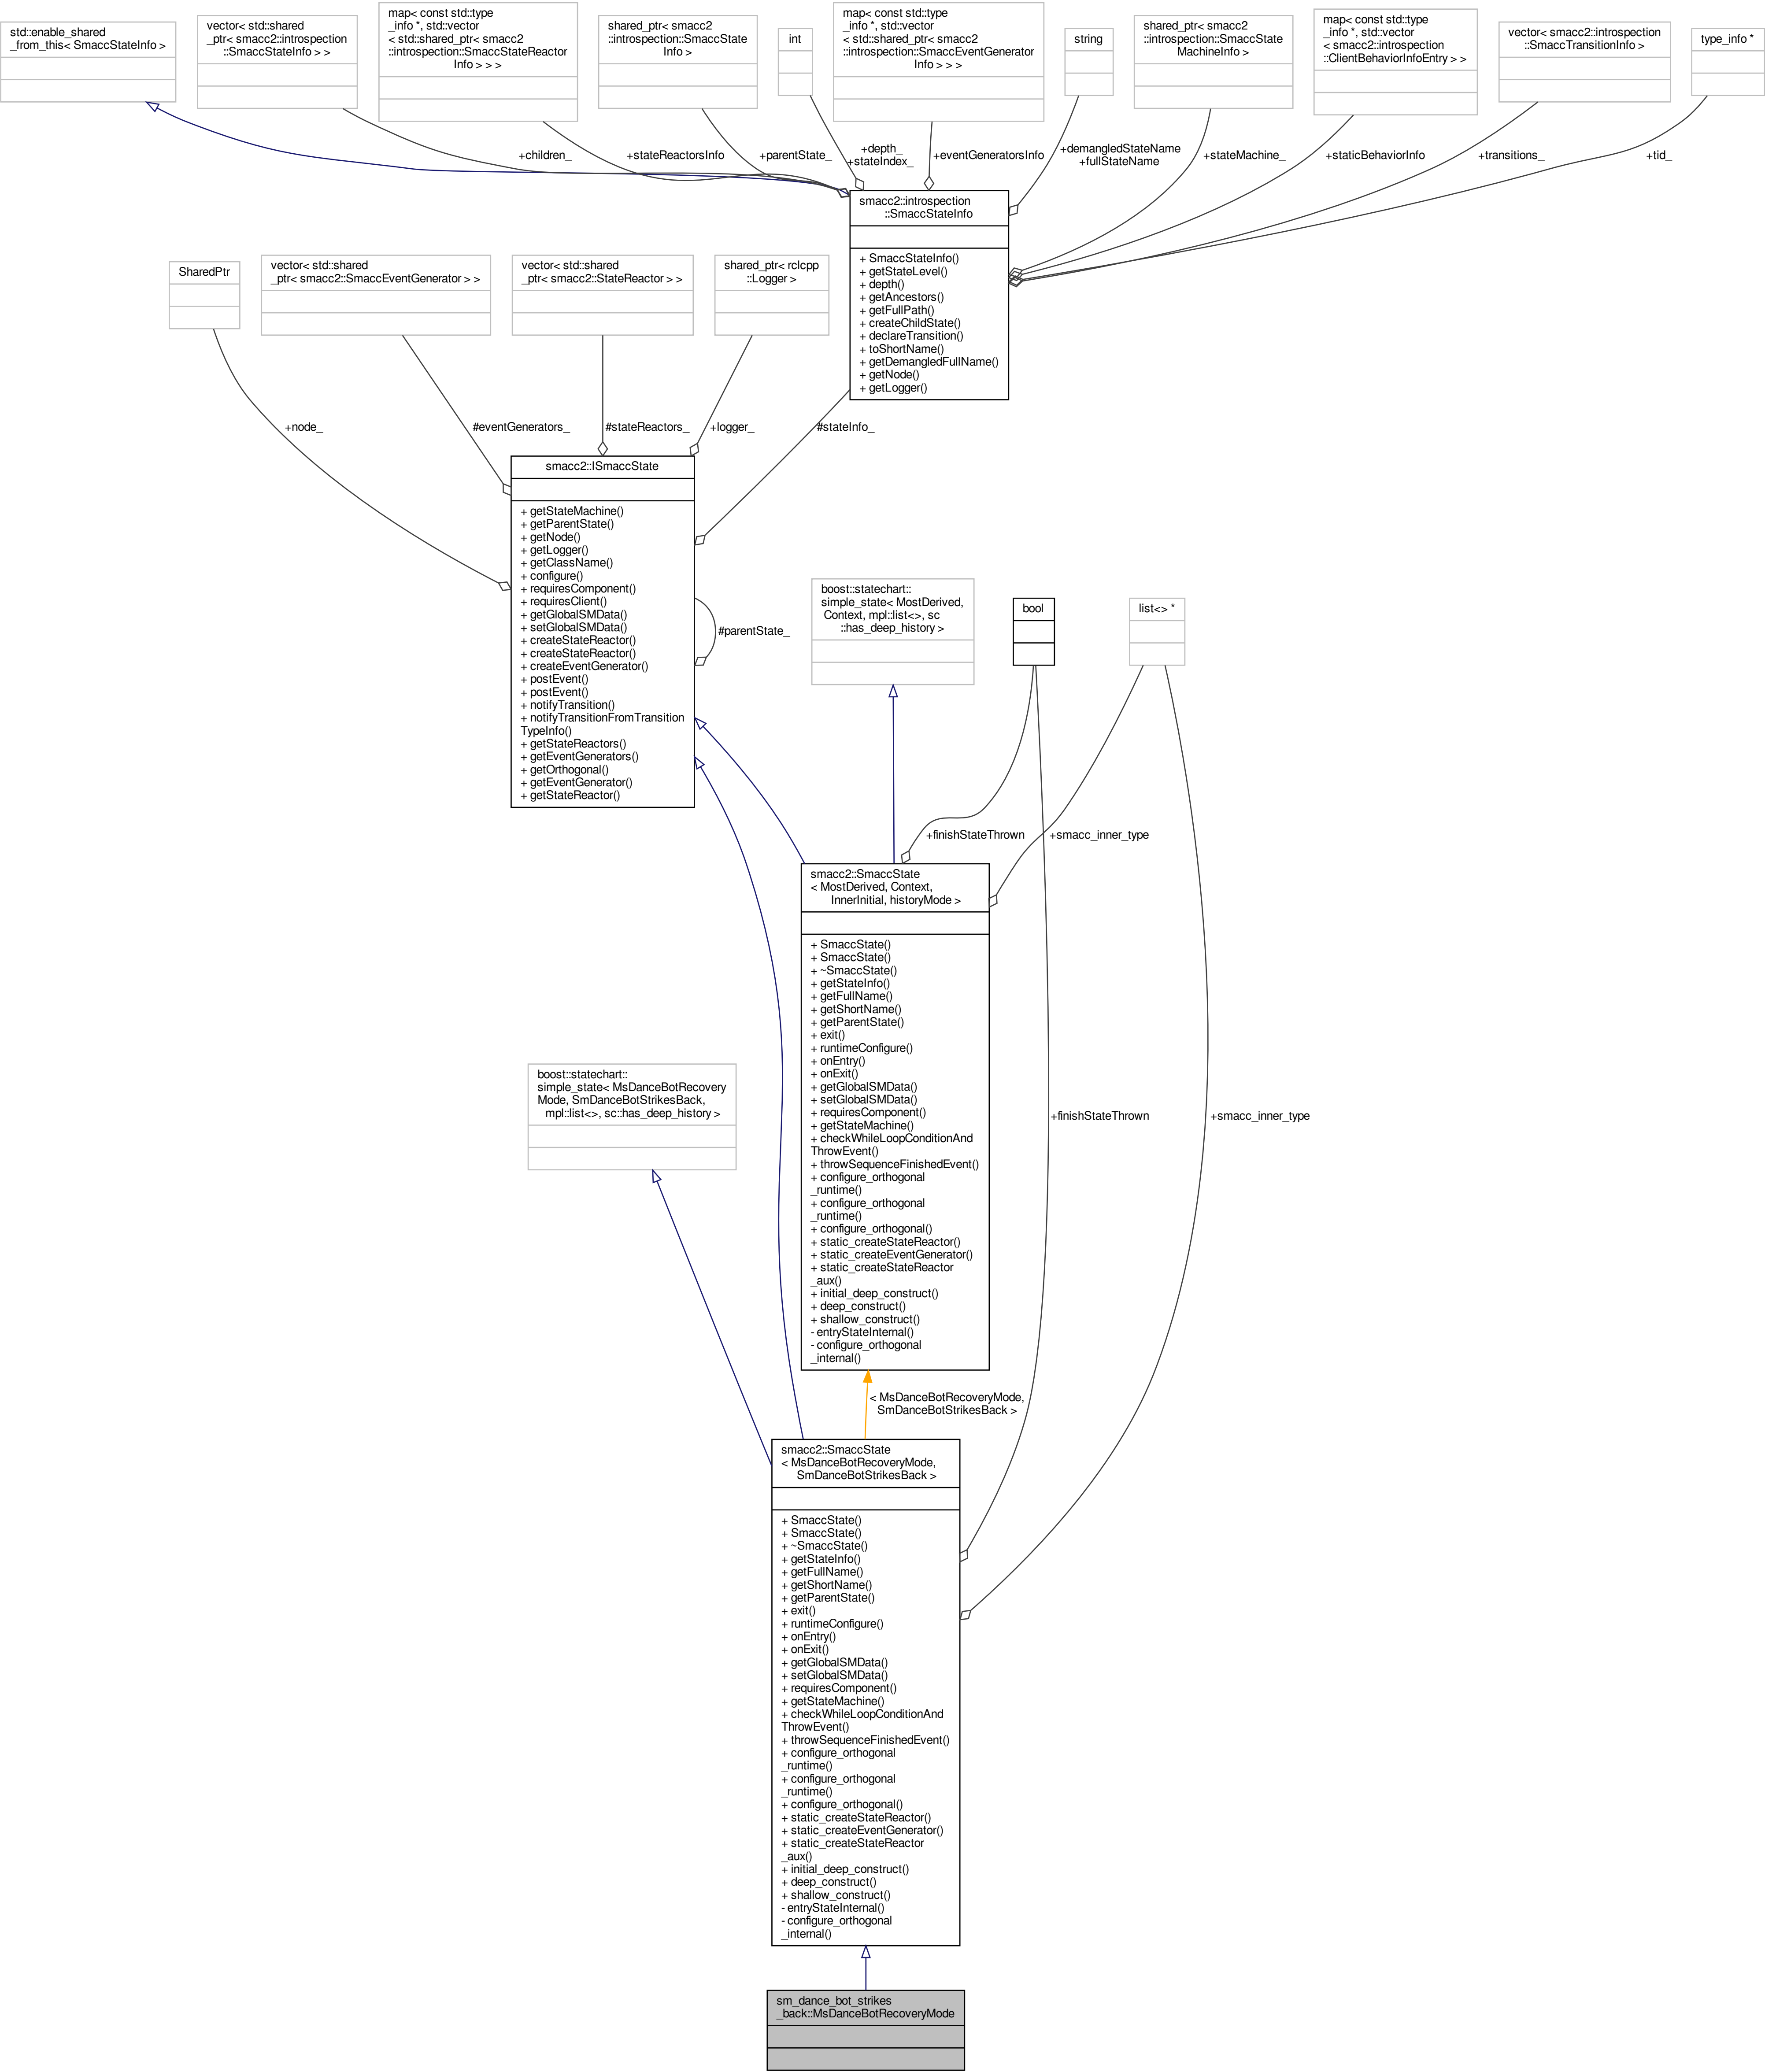 std::enable_shared
_from_this< SmaccStateInfo >
vector< std::shared
_ptr< smacc2::introspection
::SmaccStateInfo > >
map< const std::type
_info *, std::vector
< std::shared_ptr< smacc2
::introspection::SmaccStateReactor
Info > > >
shared_ptr< smacc2
::introspection::SmaccState
Info >
int
map< const std::type
_info *, std::vector
< std::shared_ptr< smacc2
::introspection::SmaccEventGenerator
Info > > >
string
shared_ptr< smacc2
::introspection::SmaccState
MachineInfo >
map< const std::type
_info *, std::vector
< smacc2::introspection
::ClientBehaviorInfoEntry > >
vector< smacc2::introspection
::SmaccTransitionInfo >
type_info *
+children_
+stateReactorsInfo
+parentState_
+depth_
+stateIndex_
+eventGeneratorsInfo
+demangledStateName
+fullStateName
+stateMachine_
+staticBehaviorInfo
+transitions_
+tid_
smacc2::introspection
::SmaccStateInfo
+ SmaccStateInfo()
+ getStateLevel()
+ depth()
+ getAncestors()
+ getFullPath()
+ createChildState()
+ declareTransition()
+ toShortName()
+ getDemangledFullName()
+ getNode()
+ getLogger()
SharedPtr
vector< std::shared
_ptr< smacc2::SmaccEventGenerator > >
vector< std::shared
_ptr< smacc2::StateReactor > >
shared_ptr< rclcpp
::Logger >
+node_
#eventGenerators_
#stateReactors_
+logger_
#stateInfo_
smacc2::ISmaccState
+ getStateMachine()
+ getParentState()
+ getNode()
+ getLogger()
+ getClassName()
+ configure()
+ requiresComponent()
+ requiresClient()
+ getGlobalSMData()
+ setGlobalSMData()
+ createStateReactor()
+ createStateReactor()
+ createEventGenerator()
+ postEvent()
+ postEvent()
+ notifyTransition()
+ notifyTransitionFromTransition
TypeInfo()
+ getStateReactors()
+ getEventGenerators()
+ getOrthogonal()
+ getEventGenerator()
+ getStateReactor()
#parentState_
boost::statechart::
simple_state< MostDerived,
Context, mpl::list<>, sc
::has_deep_history >
bool
list<> *
+finishStateThrown
+smacc_inner_type
smacc2::SmaccState
< MostDerived, Context,
InnerInitial, historyMode >
+ SmaccState()
+ SmaccState()
+ ~SmaccState()
+ getStateInfo()
+ getFullName()
+ getShortName()
+ getParentState()
+ exit()
+ runtimeConfigure()
+ onEntry()
+ onExit()
+ getGlobalSMData()
+ setGlobalSMData()
+ requiresComponent()
+ getStateMachine()
+ checkWhileLoopConditionAnd
ThrowEvent()
+ throwSequenceFinishedEvent()
+ configure_orthogonal
_runtime()
+ configure_orthogonal
_runtime()
+ configure_orthogonal()
+ static_createStateReactor()
+ static_createEventGenerator()
+ static_createStateReactor
_aux()
+ initial_deep_construct()
+ deep_construct()
+ shallow_construct()
- entryStateInternal()
- configure_orthogonal
_internal()
boost::statechart::
simple_state< MsDanceBotRecovery
Mode, SmDanceBotStrikesBack,
mpl::list<>, sc::has_deep_history >
+finishStateThrown
+smacc_inner_type
< MsDanceBotRecoveryMode,
SmDanceBotStrikesBack >
smacc2::SmaccState
< MsDanceBotRecoveryMode,
SmDanceBotStrikesBack >
+ SmaccState()
+ SmaccState()
+ ~SmaccState()
+ getStateInfo()
+ getFullName()
+ getShortName()
+ getParentState()
+ exit()
+ runtimeConfigure()
+ onEntry()
+ onExit()
+ getGlobalSMData()
+ setGlobalSMData()
+ requiresComponent()
+ getStateMachine()
+ checkWhileLoopConditionAnd
ThrowEvent()
+ throwSequenceFinishedEvent()
+ configure_orthogonal
_runtime()
+ configure_orthogonal
_runtime()
+ configure_orthogonal()
+ static_createStateReactor()
+ static_createEventGenerator()
+ static_createStateReactor
_aux()
+ initial_deep_construct()
+ deep_construct()
+ shallow_construct()
- entryStateInternal()
- configure_orthogonal
_internal()
sm_dance_bot_strikes
_back::MsDanceBotRecoveryMode